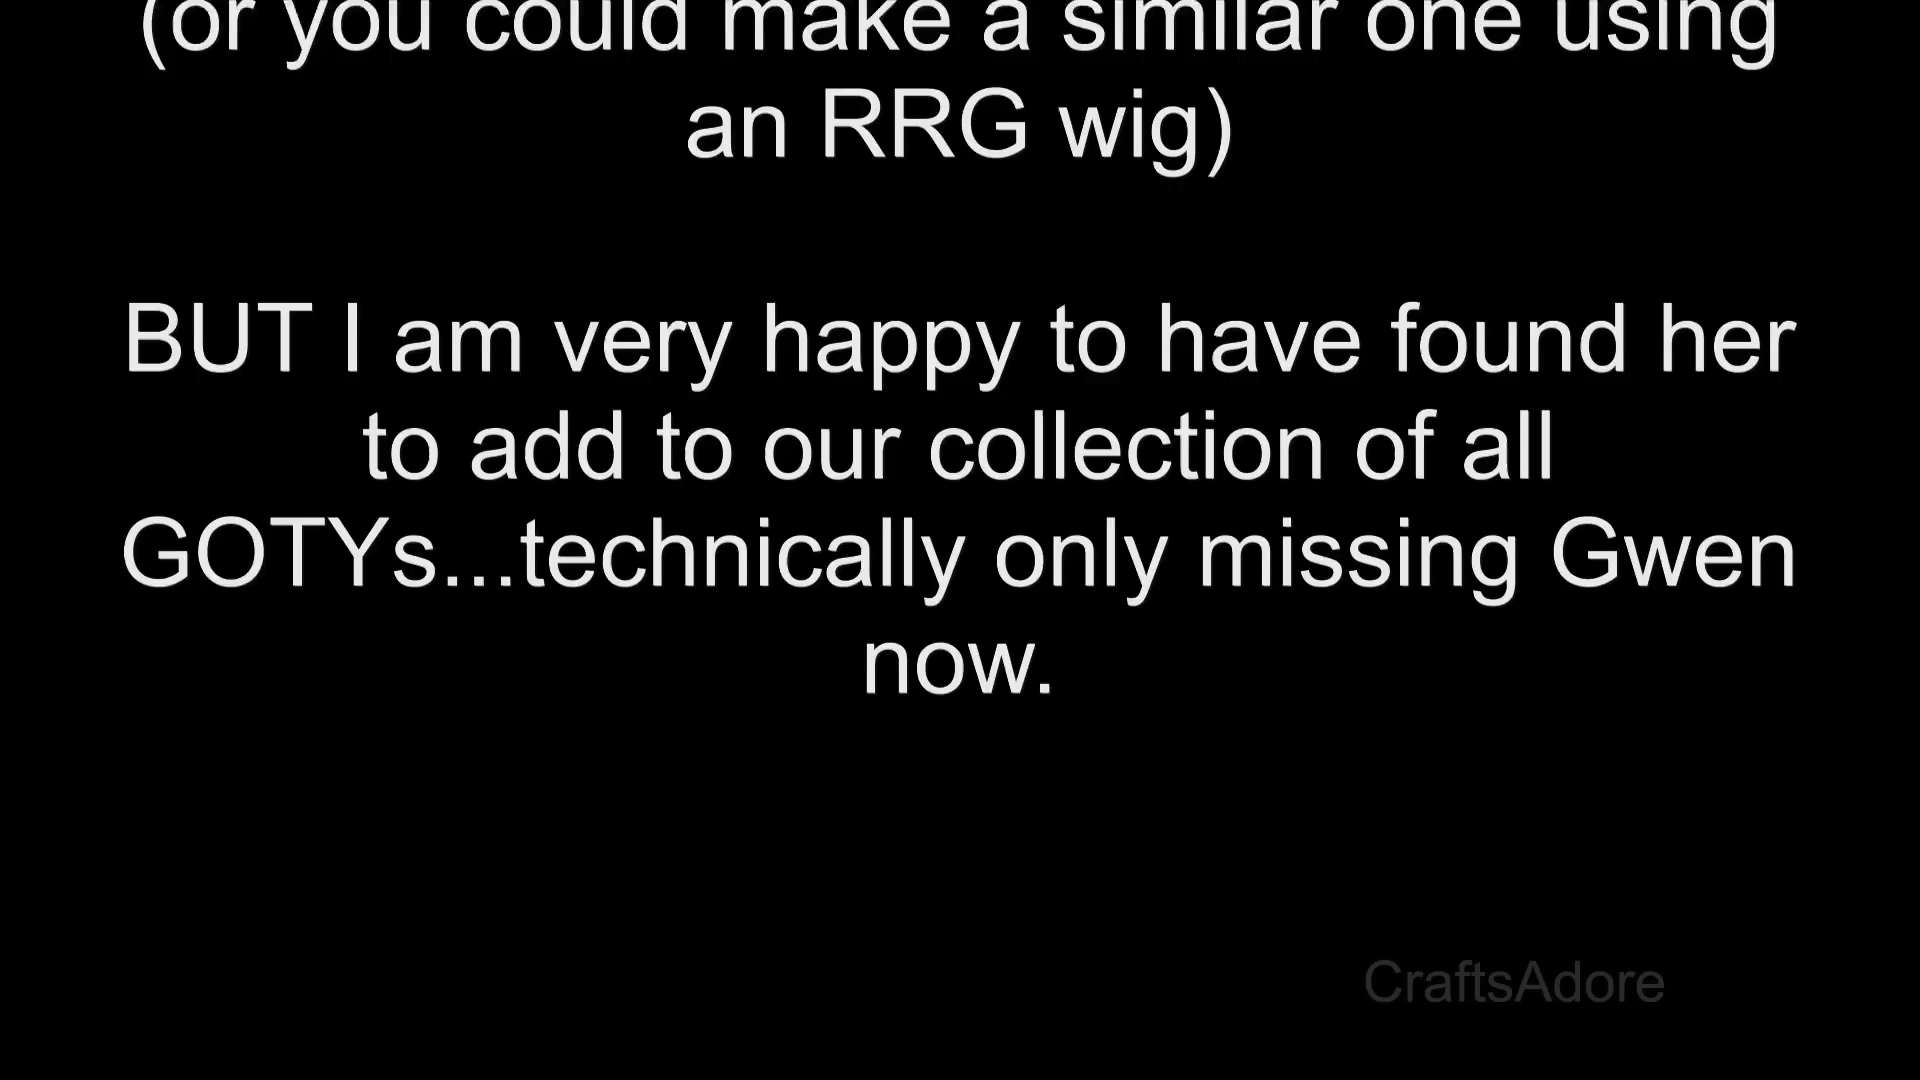 (or you could make a similar one using
an RRG wig)
BUT I am very happy to have found her
to add to our collection of all
GOTYs...technically only missing Gwen
now.
CraftsAdore